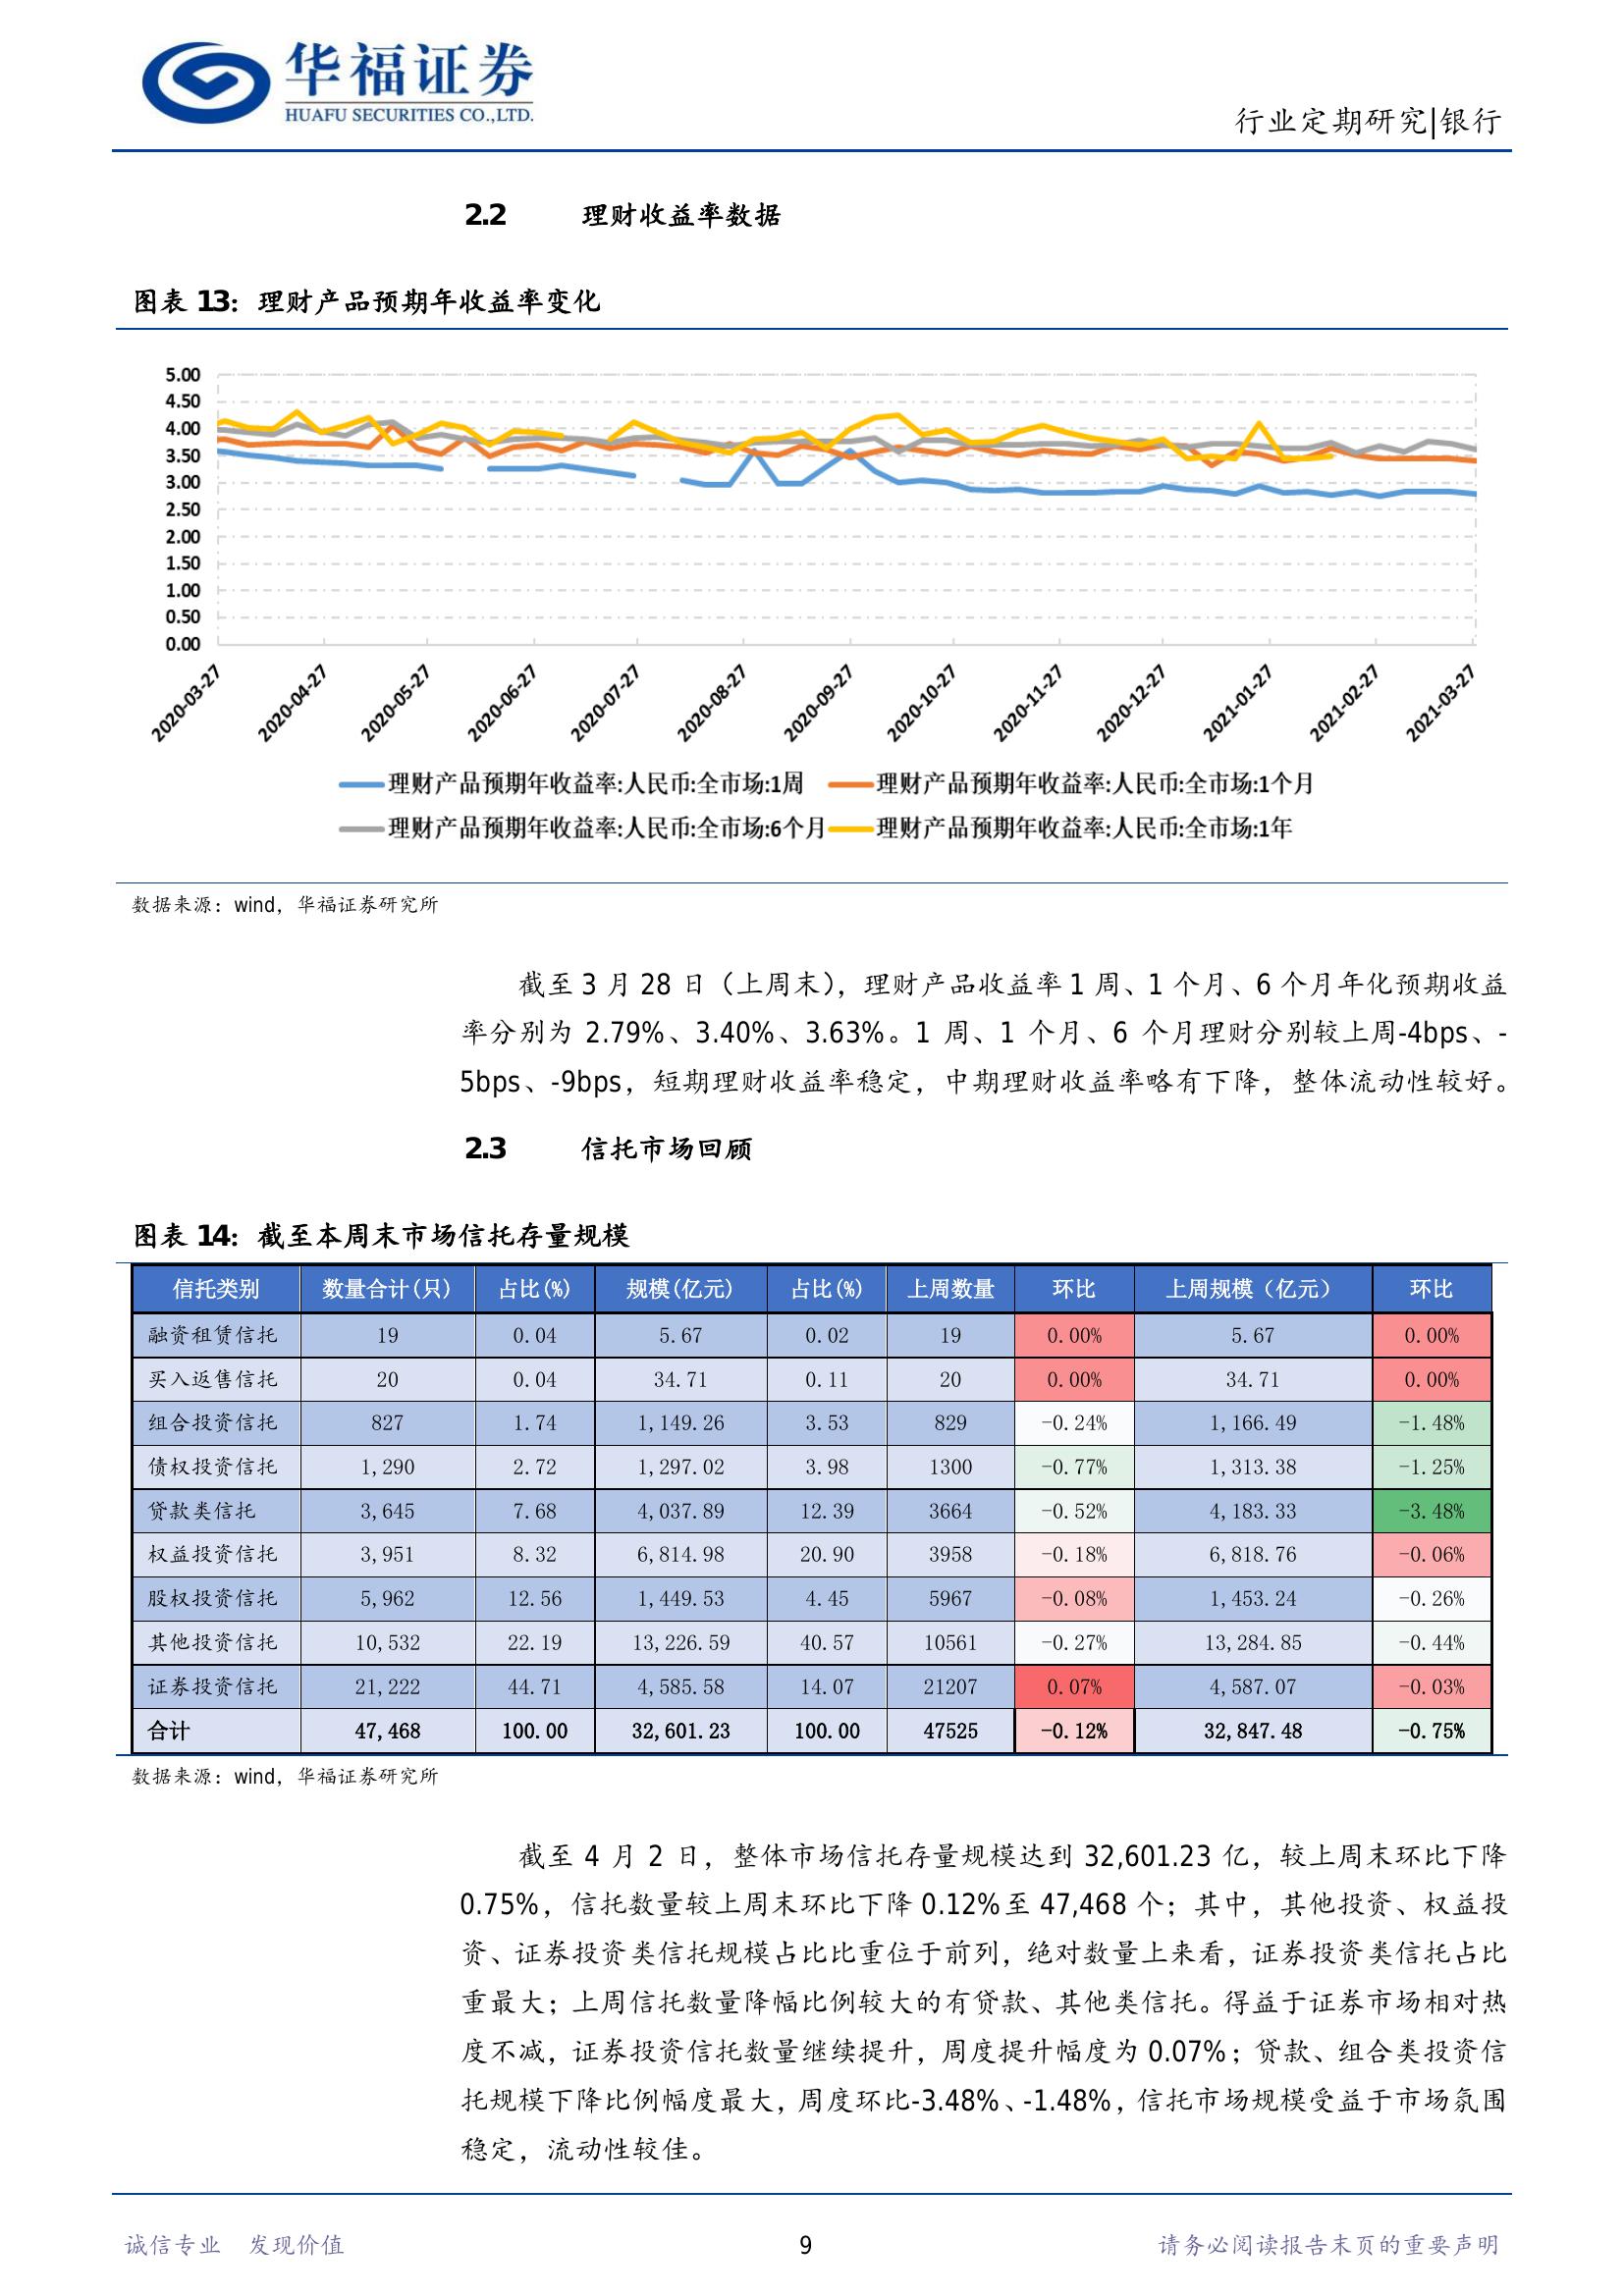 华福证券
HUAFU SECURITIES CO.,LTD.
行业定期研究|银行
2.2 理财收益率数据
图表 13：理财产品预期年收益率变化
5.00
4.50
4.00
3.50
3.00
2.50
2.00
1.50
1.00
0.50
0.00
2020-03-27 2020-04-27 2020-05-27 2020-06-27 2020-07-27 2020-08-27 2020-09-27 2020-10-27 2020-11-27 2020-12-27 2021-01-27 2021-02-27 2021-03-27
理财产品预期年收益率:人民币:全市场:1周 理财产品预期年收益率:人民币:全市场:1个月
理财产品预期年收益率:人民币:全市场:6个月 理财产品预期年收益率:人民币:全市场:1年
数据来源：wind，华福证券研究所
截至 3 月 28 日（上周末），理财产品收益率 1 周、1 个月、6 个月年化预期收益
率分别为 2.79%、3.40%、3.63%。1 周、1 个月、6 个月理财分别较上周-4bps、-
5bps、-9bps，短期理财收益率稳定，中期理财收益率略有下降，整体流动性较好。
2.3 信托市场回顾
图表 14：截至本周末市场信托存量规模
信托类别 数量合计(只) 占比(%) 规模(亿元) 占比(%) 上周数量 环比 上周规模（亿元） 环比
融资租赁信托 19 0.04 5.67 0.02 19 0.00% 5.67 0.00%
买入返售信托 20 0.04 34.71 0.11 20 0.00% 34.71 0.00%
组合投资信托 827 1.74 1,149.26 3.53 829 -0.24% 1,166.49 -1.48%
债权投资信托 1,290 2.72 1,297.02 3.98 1300 -0.77% 1,313.38 -1.25%
贷款类信托 3,645 7.68 4,037.89 12.39 3664 -0.52% 4,183.33 -3.48%
权益投资信托 3,951 8.32 6,814.98 20.90 3958 -0.18% 6,818.76 -0.06%
股权投资信托 5,962 12.56 1,449.53 4.45 5967 -0.08% 1,453.24 -0.26%
其他投资信托 10,532 22.19 13,226.59 40.57 10561 -0.27% 13,284.85 -0.44%
证券投资信托 21,222 44.71 4,585.58 14.07 21207 0.07% 4,587.07 -0.03%
合计 47,468 100.00 32,601.23 100.00 47525 -0.12% 32,847.48 -0.75%
数据来源：wind，华福证券研究所
截至 4 月 2 日，整体市场信托存量规模达到 32,601.23 亿，较上周末环比下降
0.75%，信托数量较上周末环比下降 0.12%至 47,468 个；其中，其他投资、权益投
资、证券投资类信托规模占比比重位于前列，绝对数量上来看，证券投资类信托占比
重最大；上周信托数量降幅比例较大的有贷款、其他类信托。得益于证券市场相对热
度不减，证券投资信托数量继续提升，周度提升幅度为 0.07%；贷款、组合类投资信
托规模下降比例幅度最大，周度环比-3.48%、-1.48%，信托市场规模受益于市场氛围
稳定，流动性较佳。
诚信专业 发现价值 9 请务必阅读报告末页的重要声明